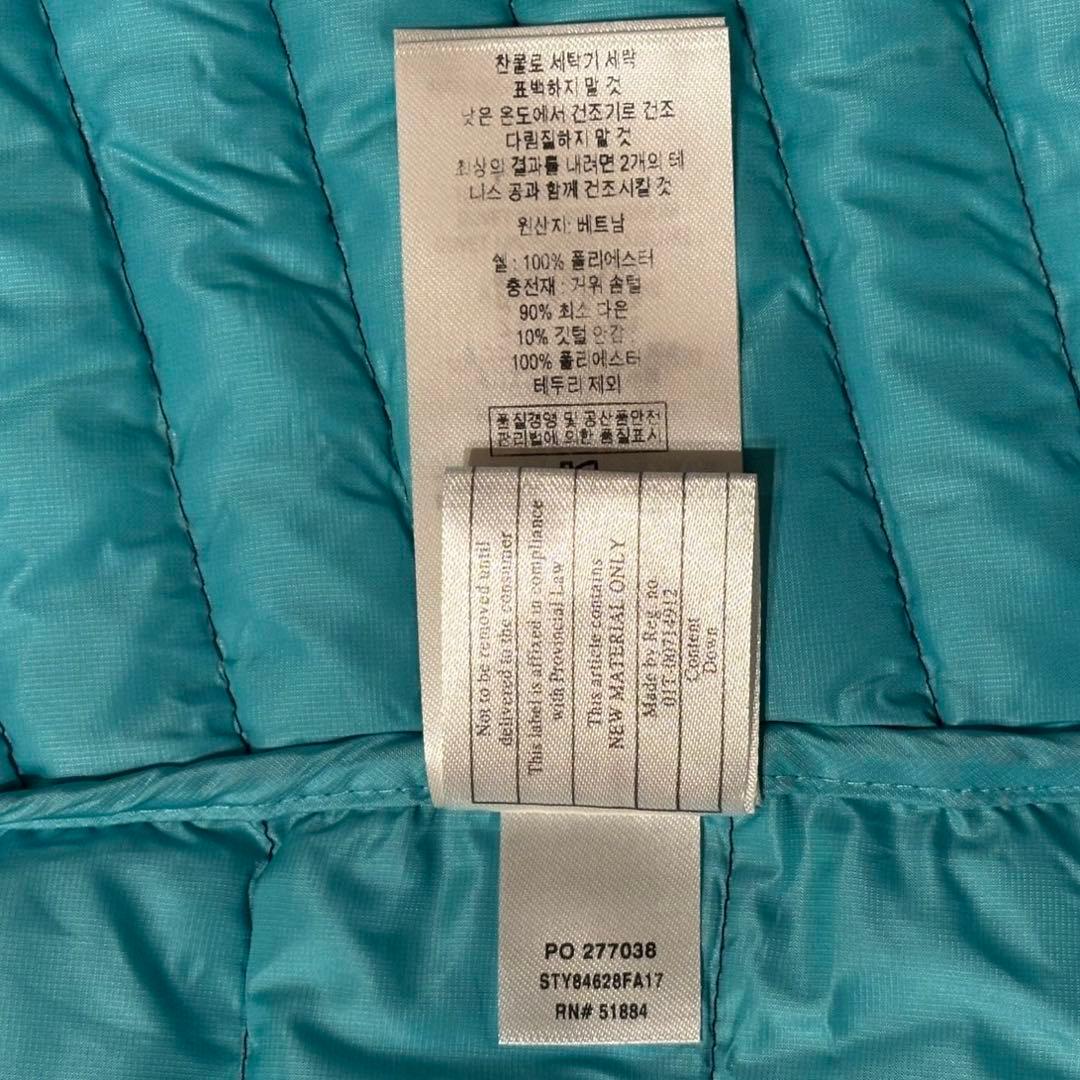 찬물로 세탁기 세탁
표백하지 말 것
낮은 온도에서 건조기로 건조
다림질하지 말 것
최상의 결과를 내려면 2개의 테
니스 공과 함께 건조시킬 것
원산지: 베트남
쉘 : 100% 폴리에스터
충전재 : 거위 솜털
90% 최소 다운
10% 깃털 안감 :
100% 폴리에스터
테두리 제외
품질경영 및 공산품안전
관리법에 의한 품질표시
Not to be removed until
delivered to the consumer
This label is affixed in compliance
with Provincial Law
This article contains
NEW MATERIAL ONLY
Made by Reg. no
Content
Down
PO 277038
STY84628FA17
RN# 51884